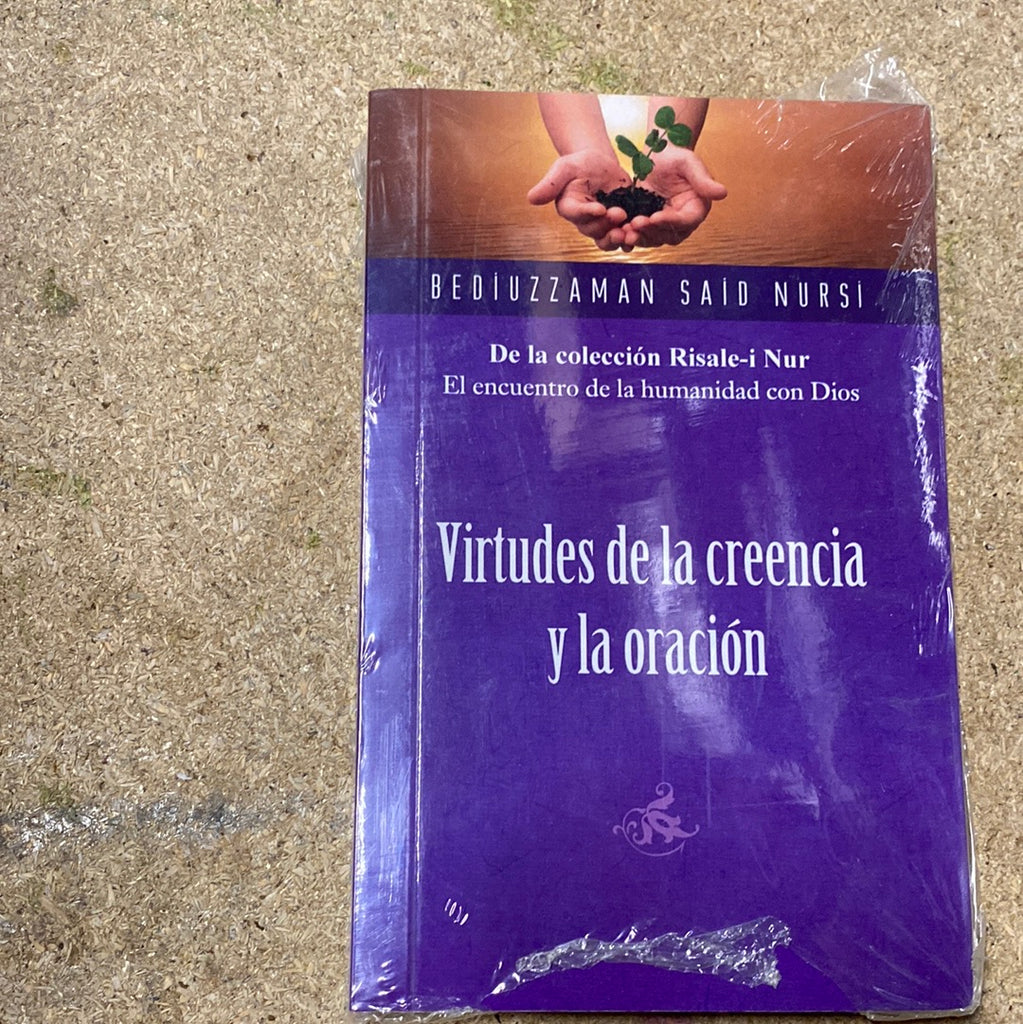 BEDİUZZAMAN SAİD NURSİ
De la colección Risale-i Nur
El encuentro de la humanidad con Dios
Virtudes de la creencia
y la oración